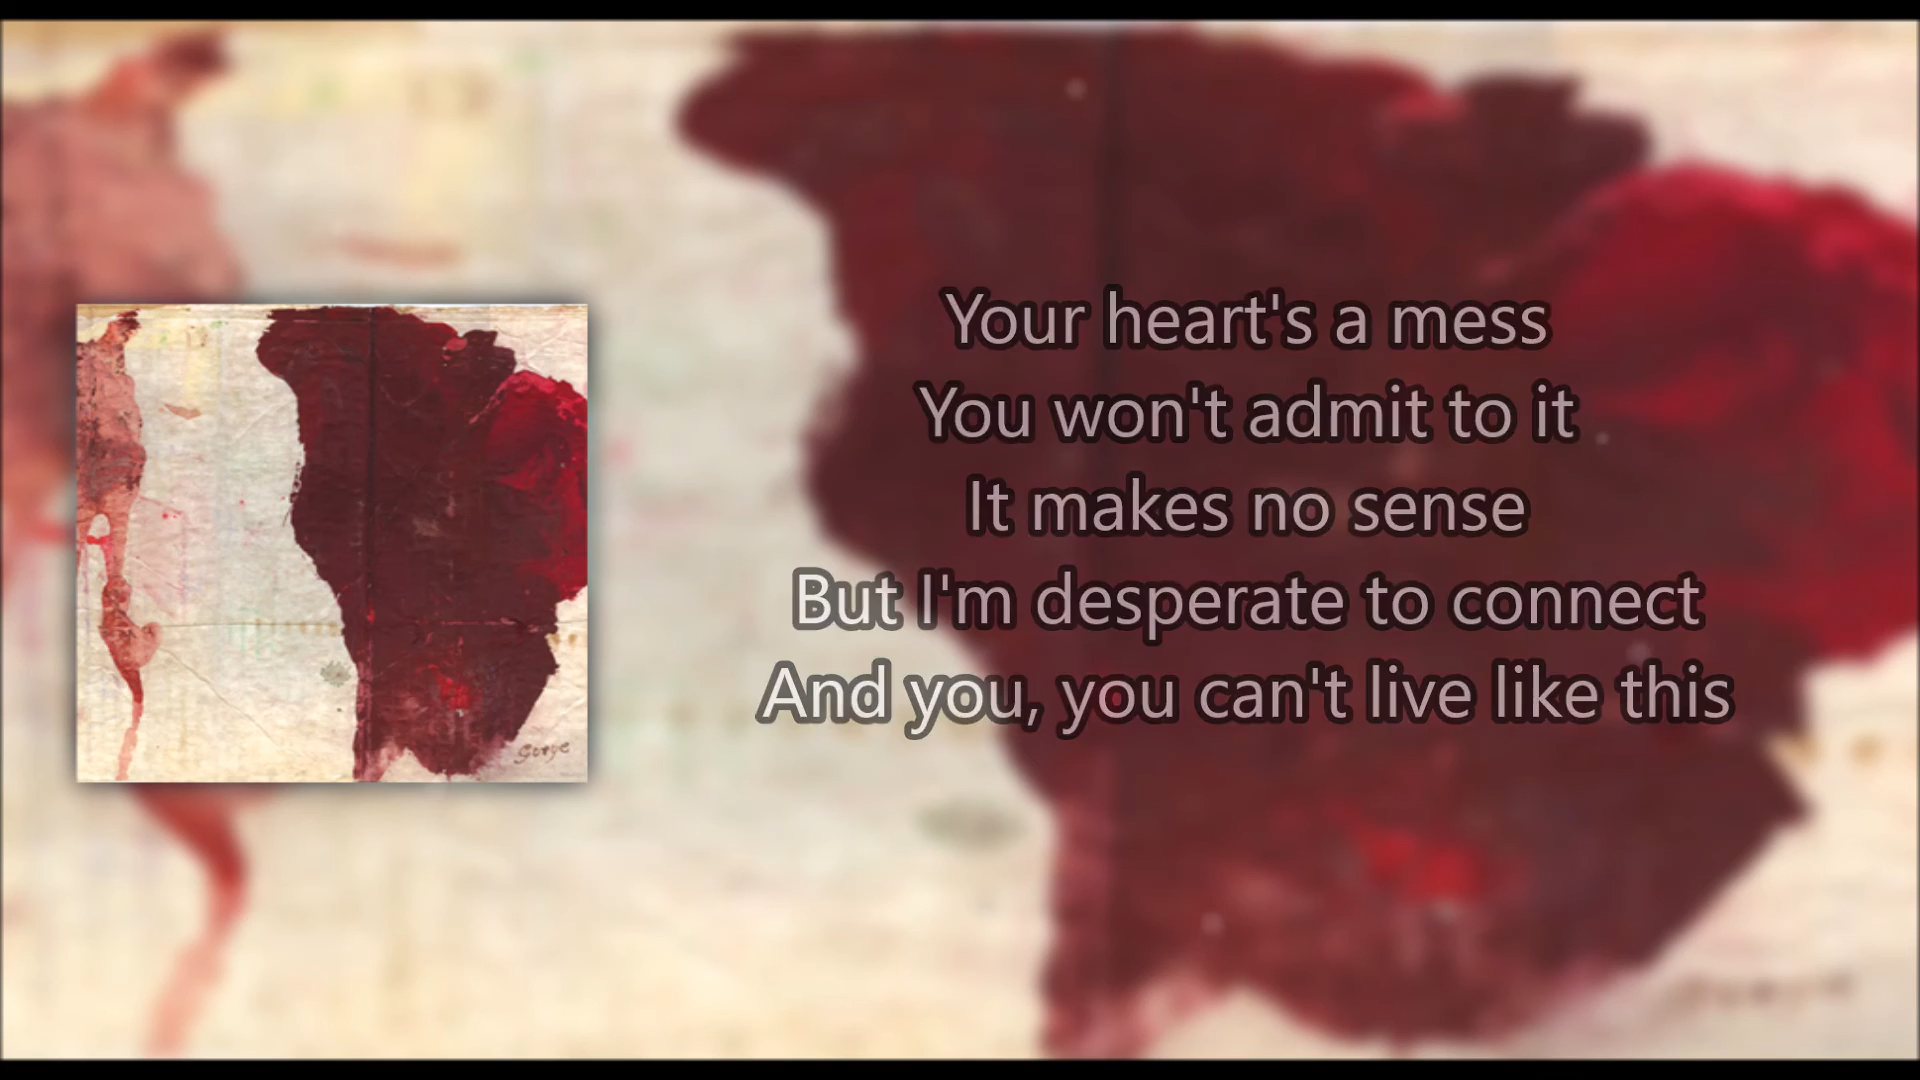 Your heart's a mess
You won't admit to it
It makes no sense
But I'm desperate to connect
And you, you can't live like this
Gotye